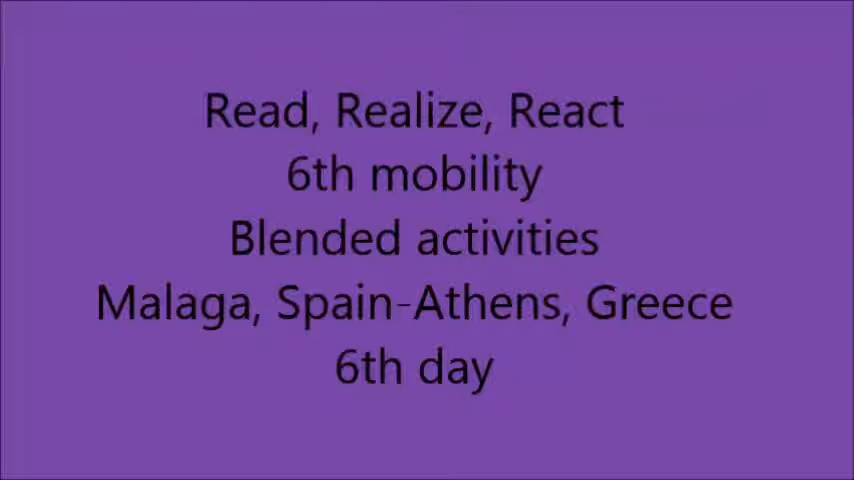 Read, Realize, React
6th mobility
Blended activities
Malaga, Spain-Athens, Greece
6th day